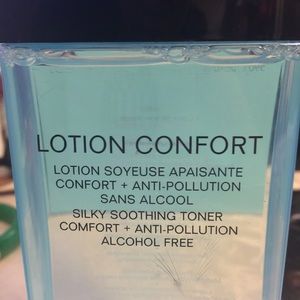 LOTION CONFORT
LOTION SOYEUSE APAISANTE
CONFORT + ANTI-POLLUTION
SANS ALCOOL
SILKY SOOTHING TONER
COMFORT + ANTI-POLLUTION
ALCOHOL FREE